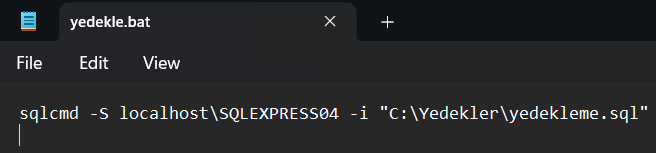 yedekle.bat
File Edit View
sqlcmd -S localhost\SQLEXPRESS04 -i "C:\Yedekler\yedekleme.sql"